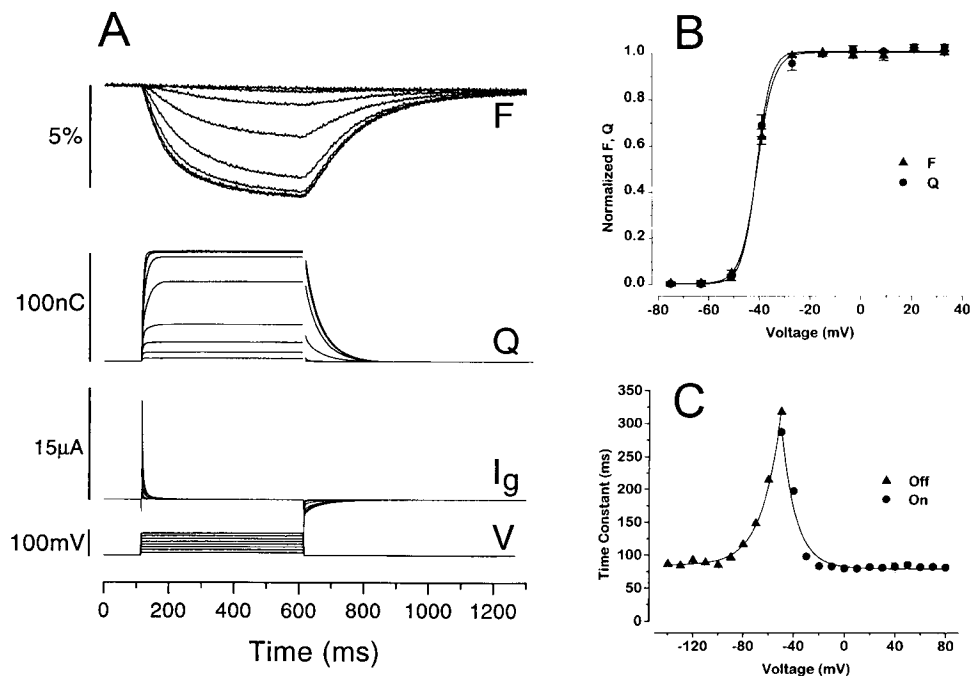 A
F
5%
100nC
Q
15μA
Ig
100mV
V
0 200 400 600 800 1000 1200
Time (ms)
B
Normalized F, Q
1.0
0.8
0.6
0.4
0.2
0.0
F
Q
-80 -60 -40 -20 0 20 40
Voltage (mV)
C
Time Constant (ms)
350
300
250
200
150
100
50
0
Off
On
-120 -80 -40 0 40 80
Voltage (mV)